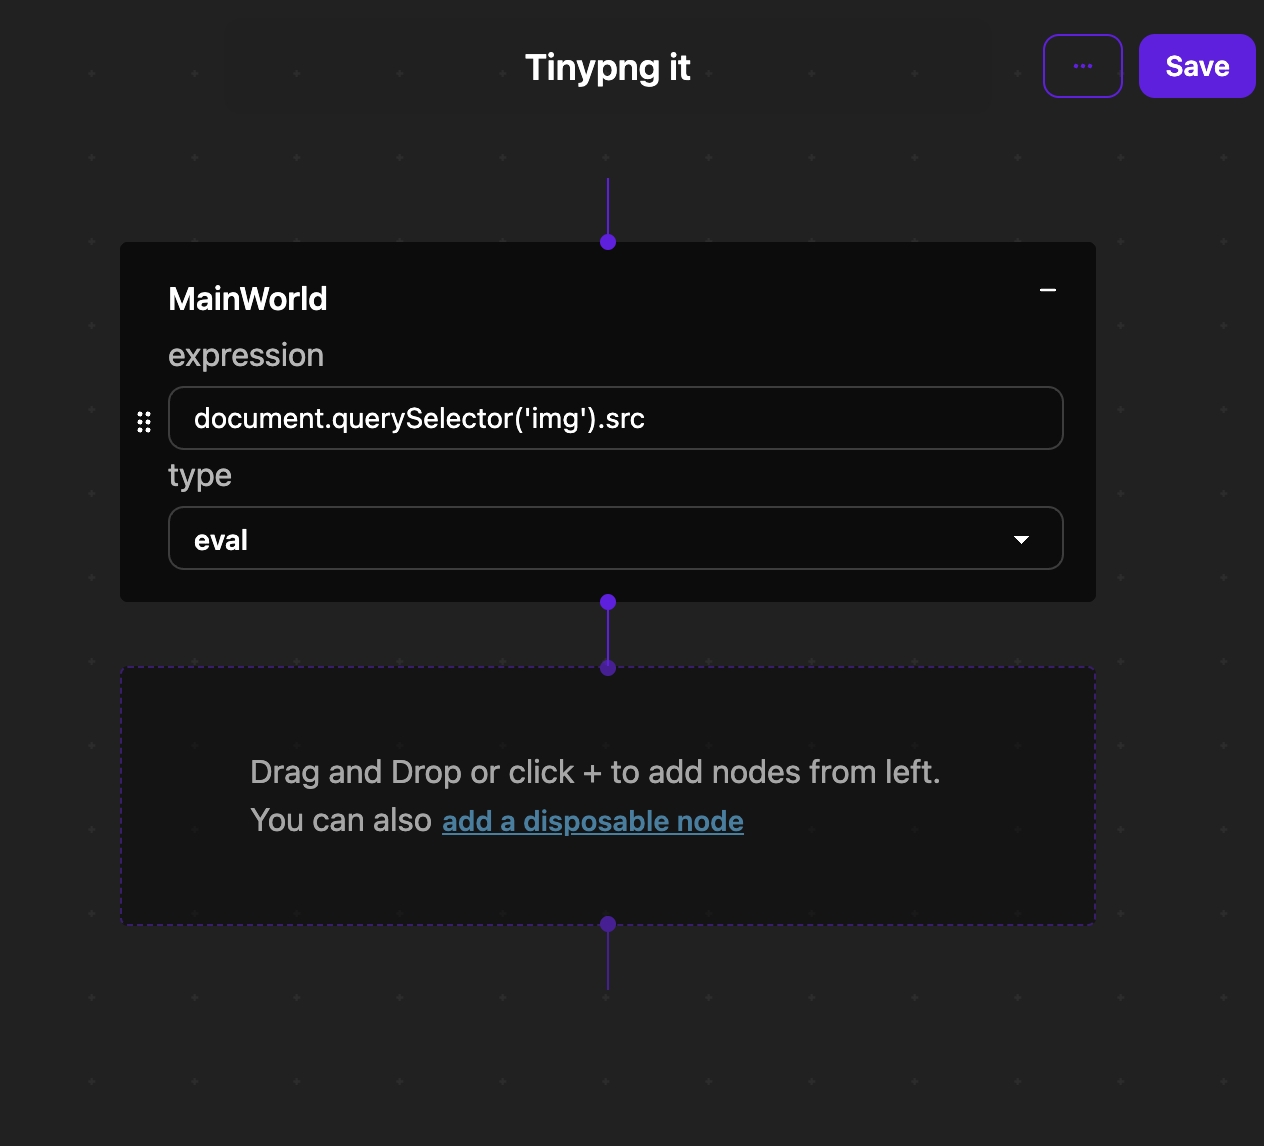 Tinypng it
...
Save
MainWorld
expression
document.querySelector('img').src
type
eval
Drag and Drop or click + to add nodes from left.
You can also add a disposable node